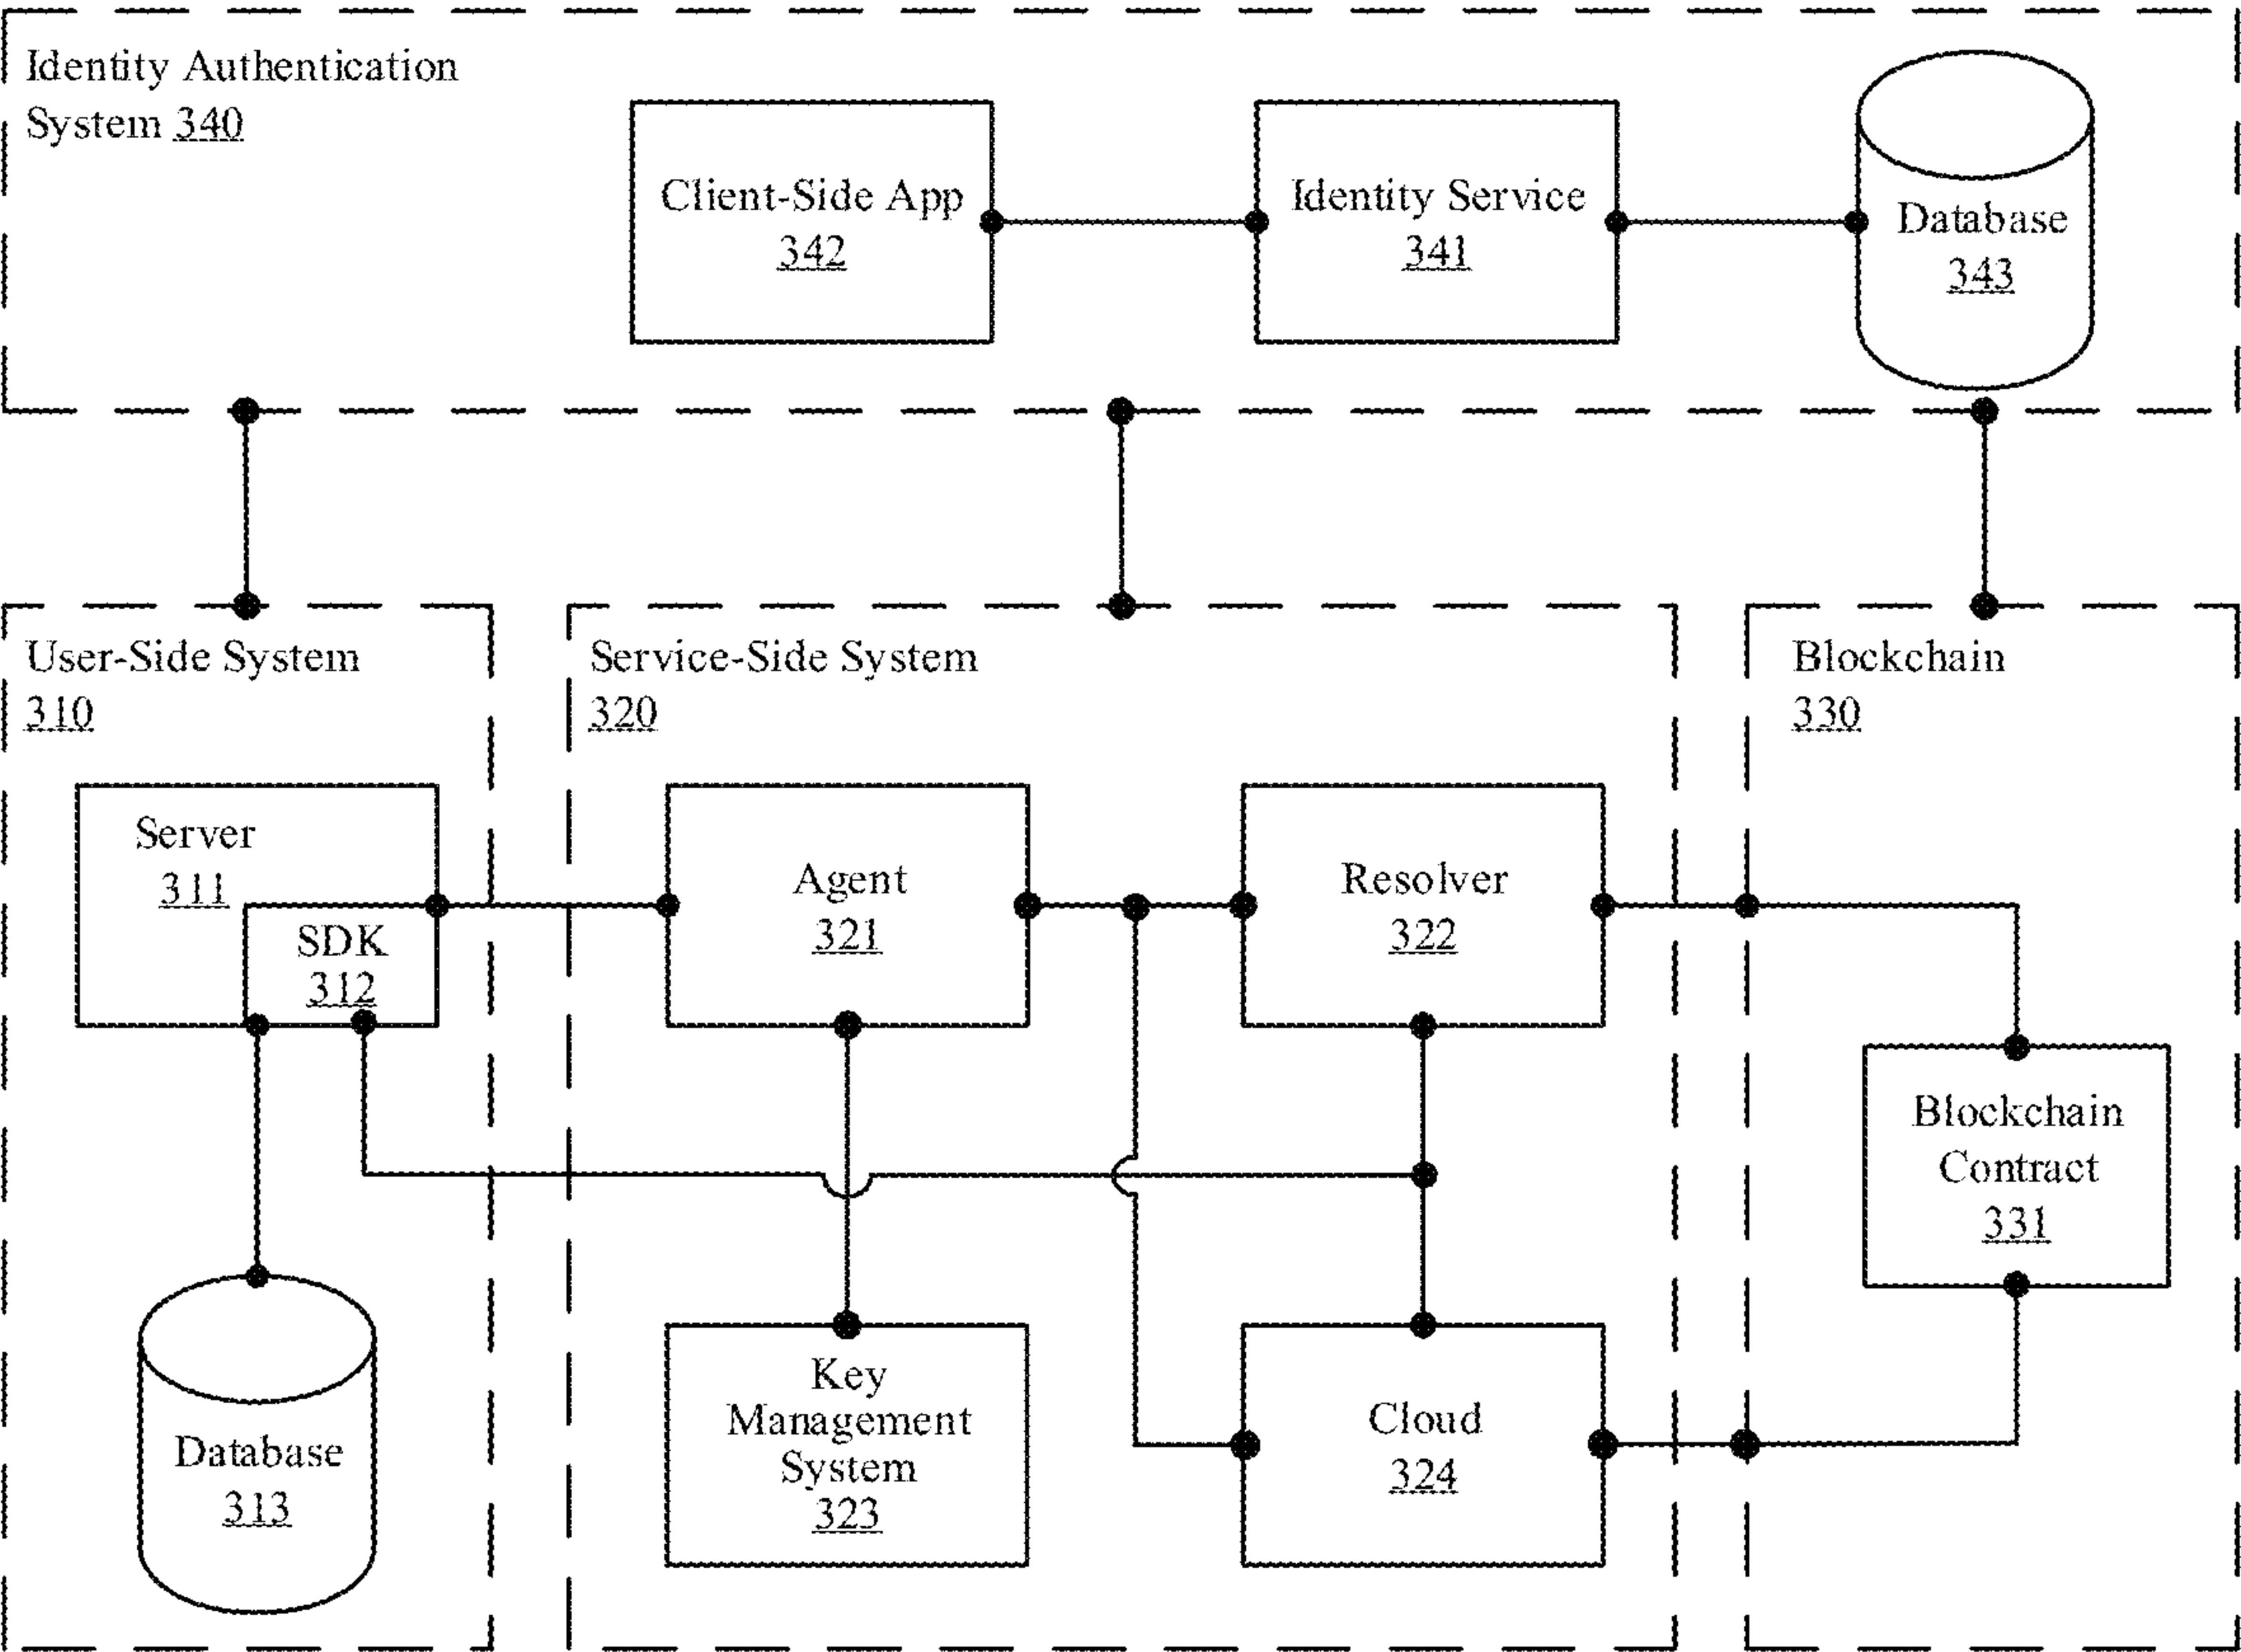 Identity Authentication
System 340
Client-Side App
342
Identity Service
341
Database
343
User-Side System
310
Server
311
SDK
312
Database
313
Service-Side System
320
Agent
321
Resolver
322
Key
Management
System
323
Cloud
324
Blockchain
330
Blockchain
Contract
331